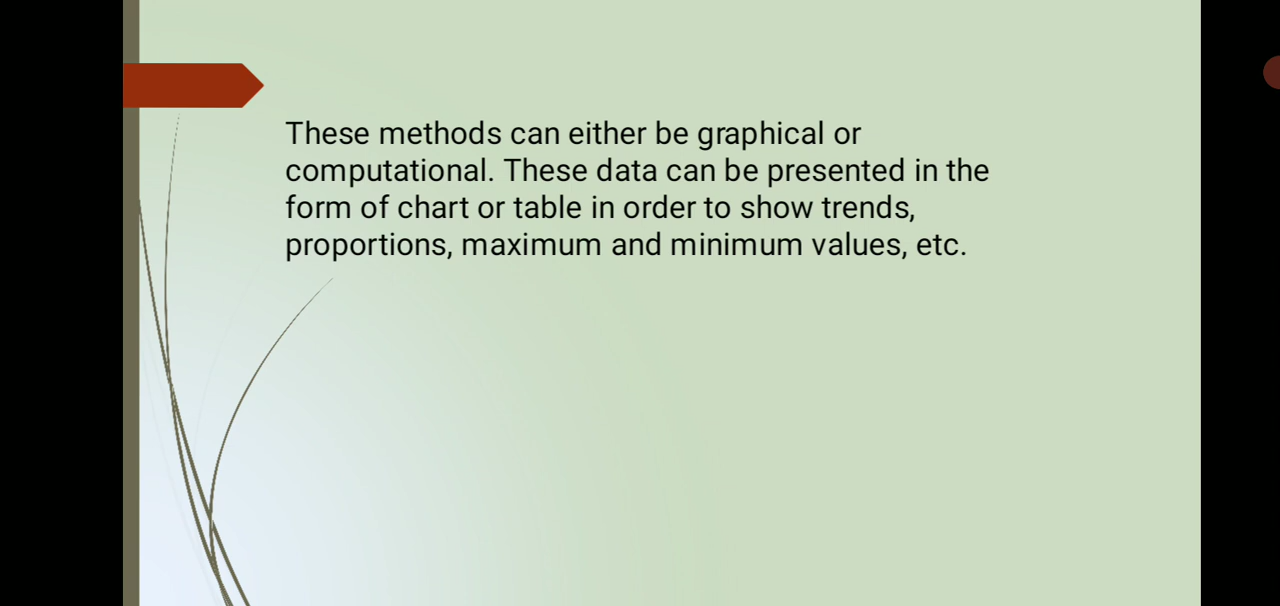 These methods can either be graphical or
computational. These data can be presented in the
form of chart or table in order to show trends,
proportions, maximum and minimum values, etc.